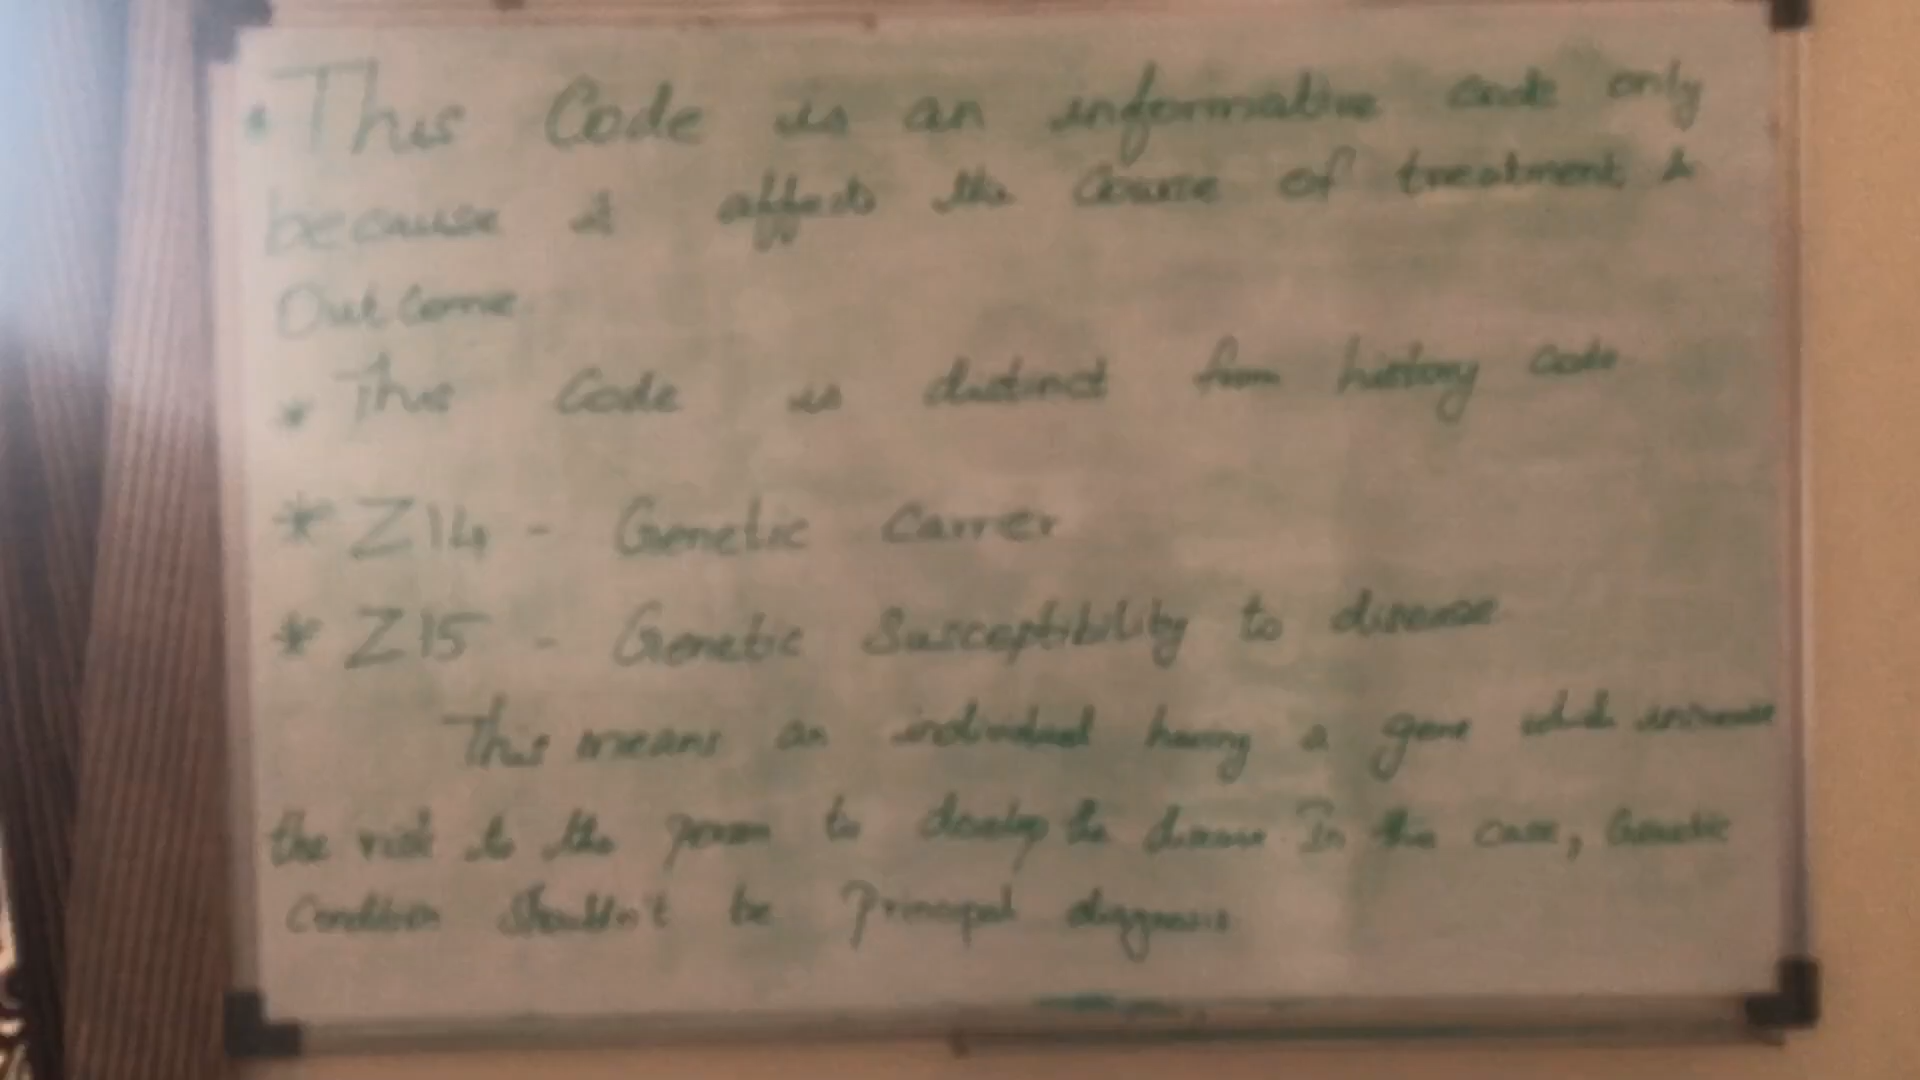 • This Code is an informative code only
because it affects the Course of treatment &
Outcome
* This Code is distinct from history code
* Z14 - Genetic Carrer
* Z15 - Genetic Susceptibility to disease
This means an individual having a gene which increase
the risk to the person to develop the disease. In this case, Genetic
Condition Shouldn't be Principal diagnosis